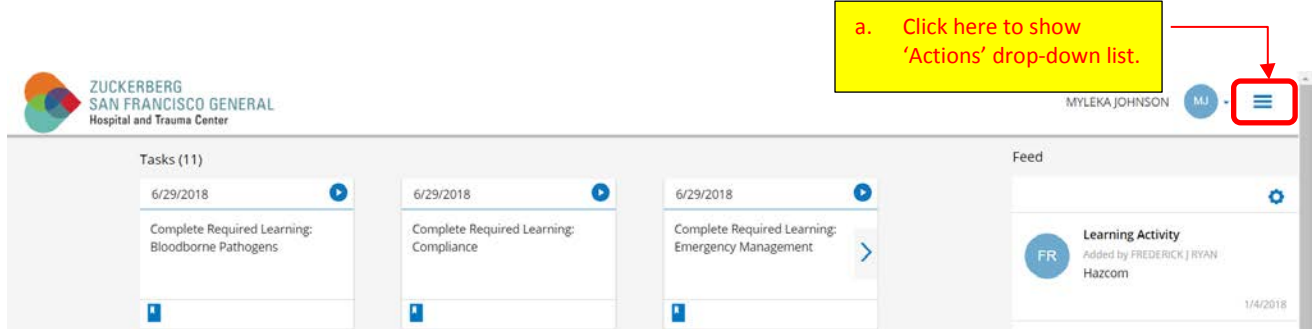 a. Click here to show
‘Actions’ drop-down list.
ZUCKERBERG
SAN FRANCISCO GENERAL
Hospital and Trauma Center
MYLEKA JOHNSON MJ
Tasks (11)
Feed
6/29/2018
6/29/2018
6/29/2018
Complete Required Learning:
Bloodborne Pathogens
Complete Required Learning:
Compliance
Complete Required Learning:
Emergency Management
FR
Learning Activity
Added by FREDERICK J RYAN
Hazcom
1/4/2018